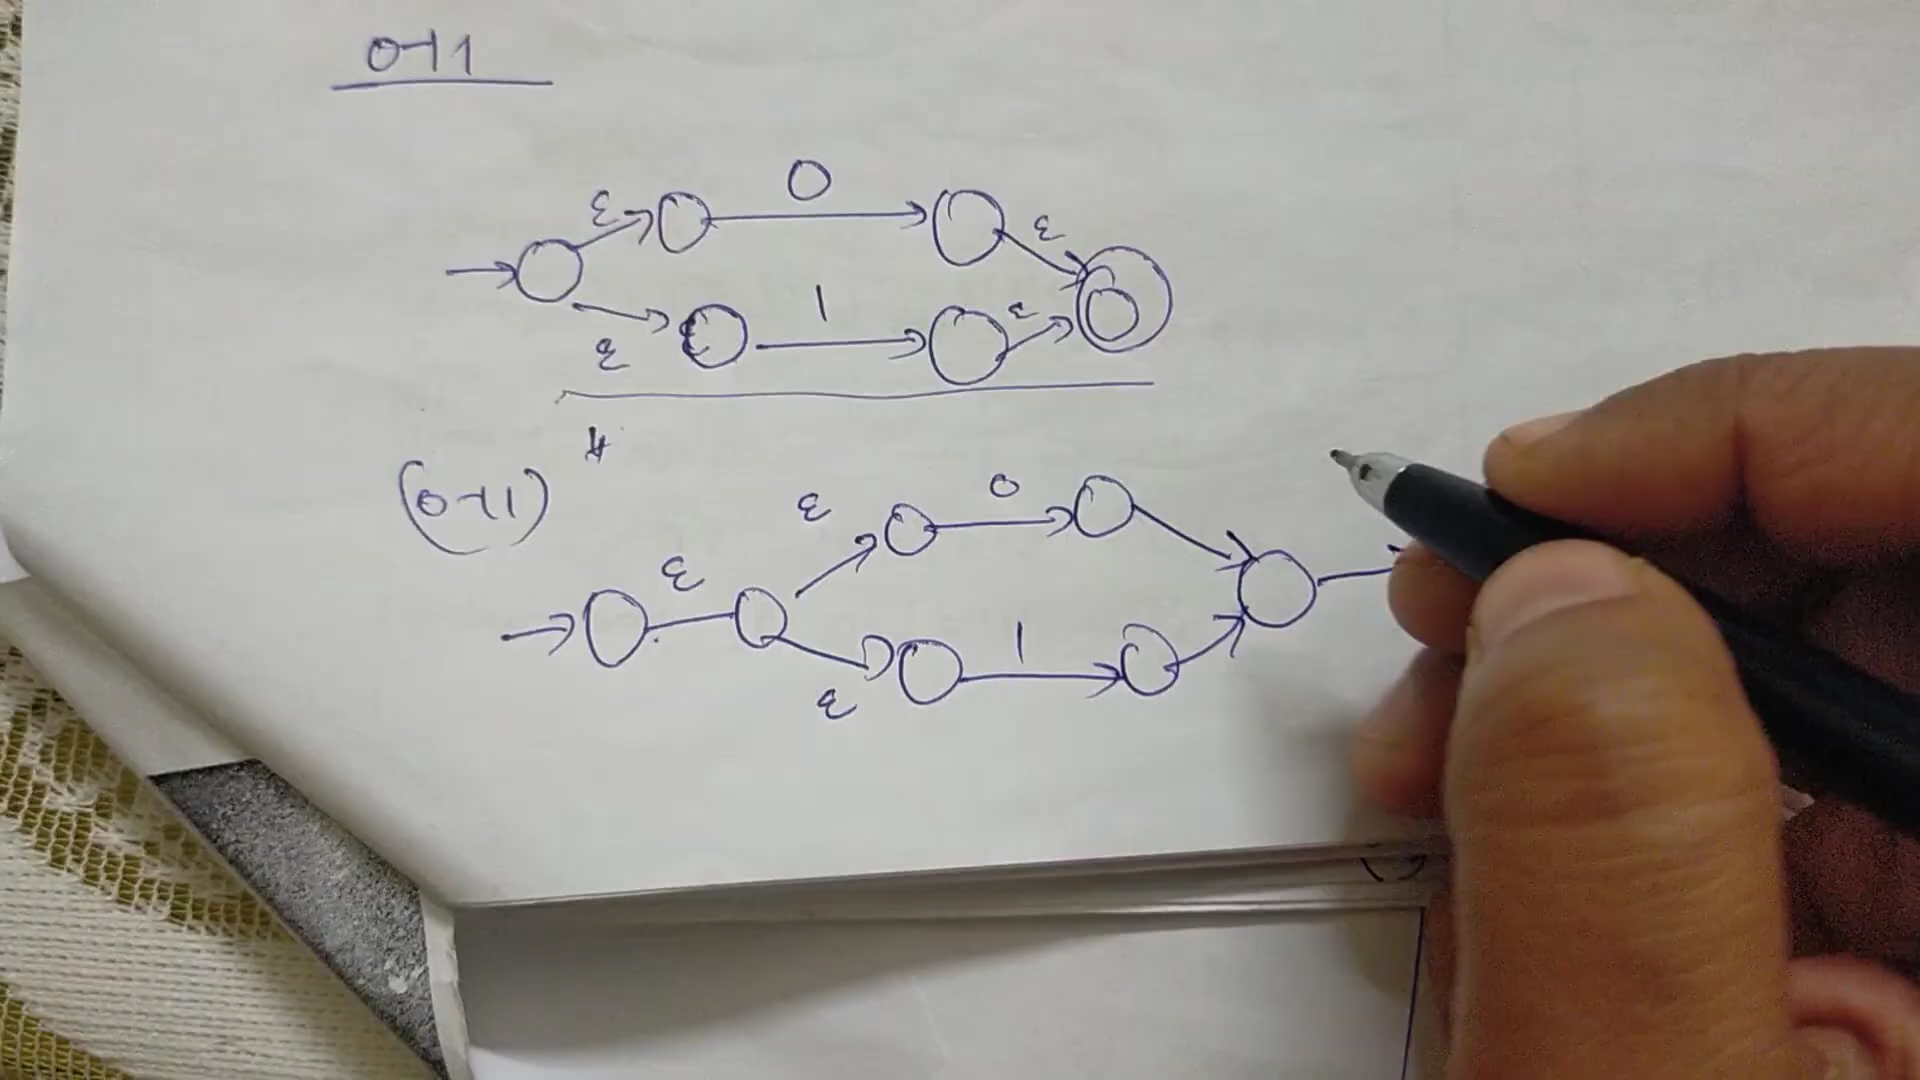 0+1
ε 0 ε
ε 1 ε
(0+1)*
ε 0
ε
ε 1